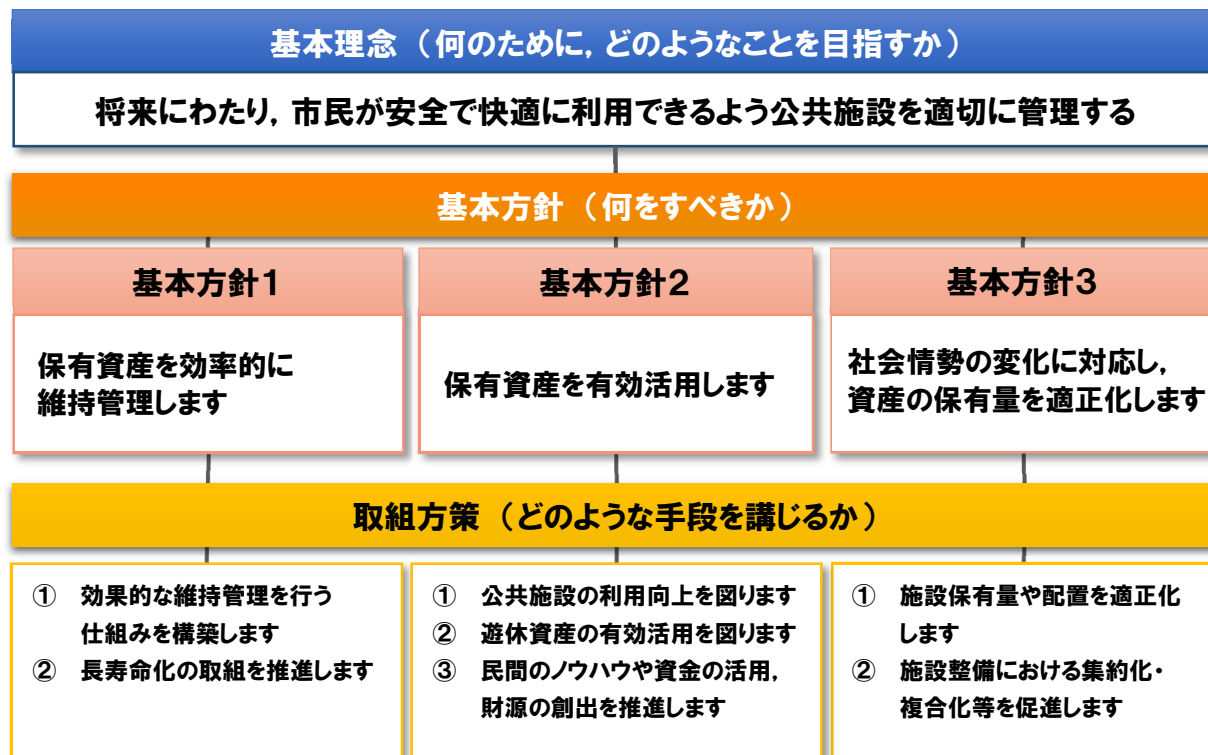 基本理念（何のために，どのようなことを目指すか）
将来にわたり，市民が安全で快適に利用できるよう公共施設を適切に管理する
基本方針（何をすべきか）
基本方針１
保有資産を効率的に
維持管理します
基本方針２
保有資産を有効活用します
基本方針３
社会情勢の変化に対応し，
資産の保有量を適正化します
取組方策（どのような手段を講じるか）
① 効果的な維持管理を行う
仕組みを構築します
② 長寿命化の取組を推進します
① 公共施設の利用向上を図ります
② 遊休資産の有効活用を図ります
③ 民間のノウハウや資金の活用，
財源の創出を推進します
① 施設保有量や配置を適正化
します
② 施設整備における集約化・
複合化等を促進します